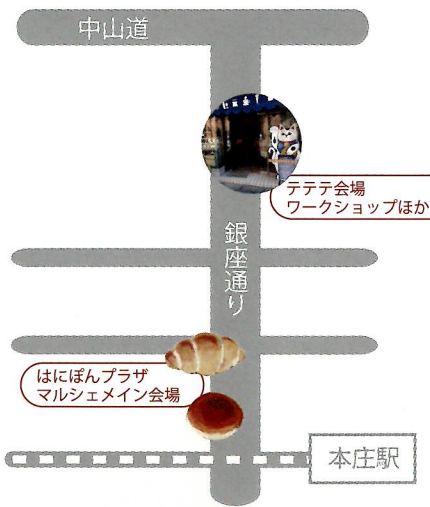 中山道
テテテ会場
ワークショップほか
銀座通り
はにぽんプラザ
マルシェメイン会場
本庄駅